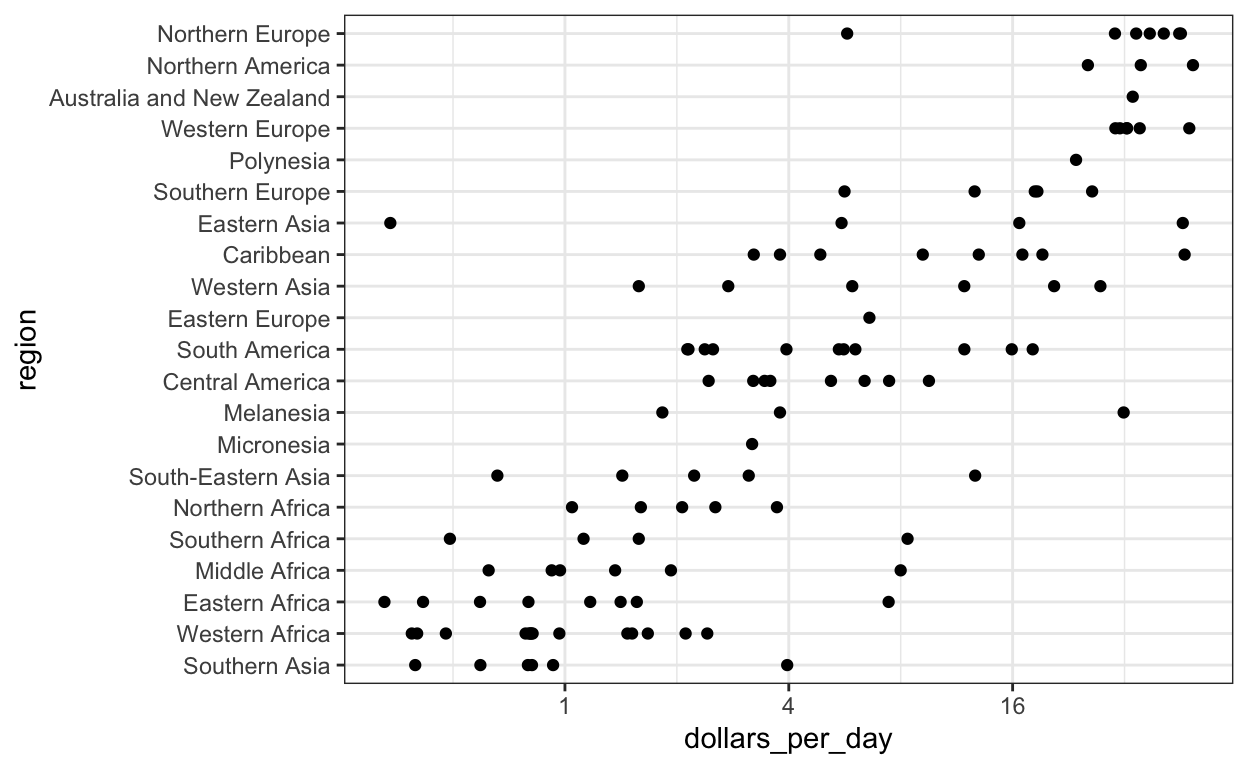 Northern Europe
Northern America
Australia and New Zealand
Western Europe
Polynesia
Southern Europe
Eastern Asia
Caribbean
Western Asia
Eastern Europe
South America
Central America
Melanesia
Micronesia
South-Eastern Asia
Northern Africa
Southern Africa
Middle Africa
Eastern Africa
Western Africa
Southern Asia
region
1 4 16
dollars_per_day